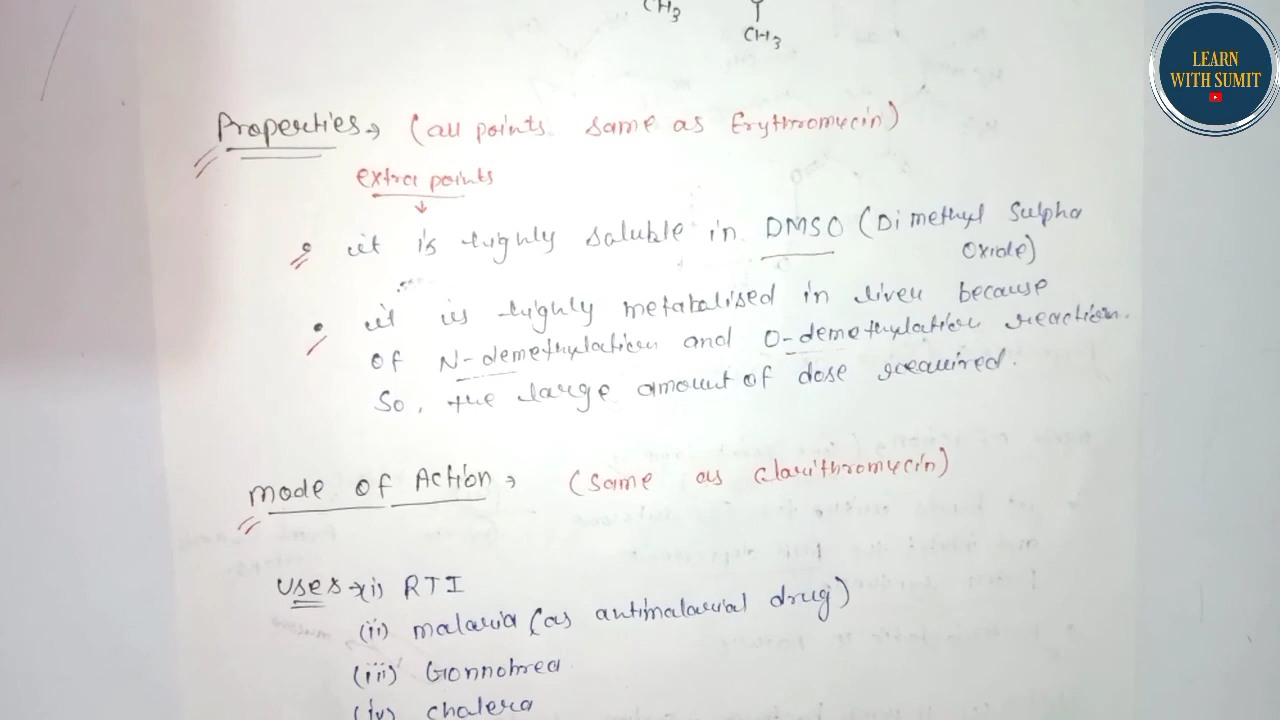 CH3
CH3
LEARN
WITH SUMIT
Properties → (all points same as Erythromycin)
extra points
it is highly soluble in DMSO (Dimethyl Sulpha
Oxide)
it is highly metabolised in liver because
of N-demethylation and O-demethylation reaction.
So, the large amount of dose reequired.
mode of Action → (same as clarithromycin)
Uses → (i) RTI
(ii) malaria (as antimalarial drug)
(iii) Gonnohrea
(iv) cholera